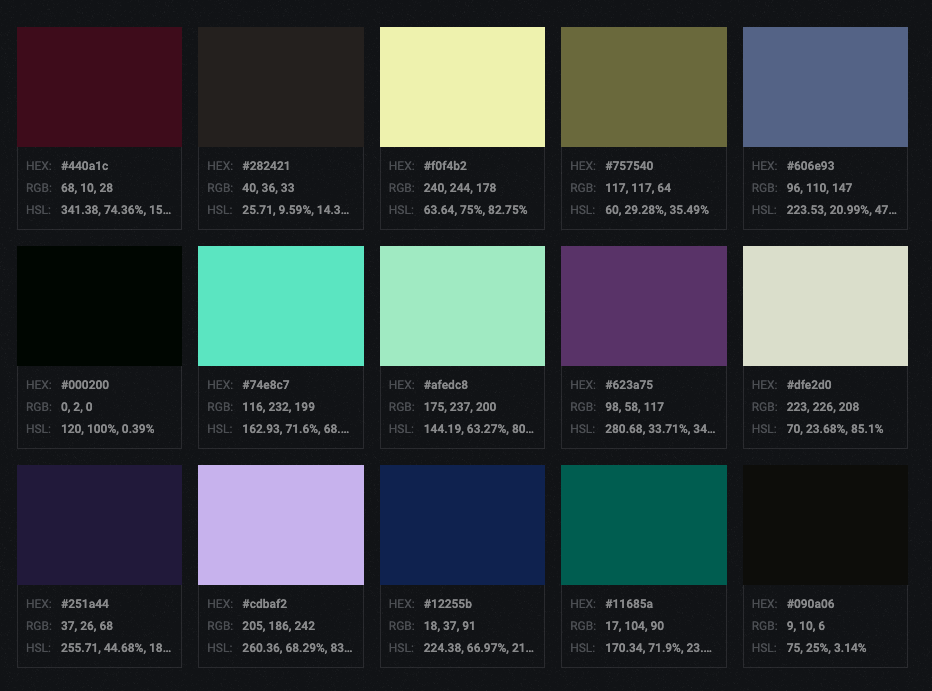 HEX: #440a1c
RGB: 68, 10, 28
HSL: 341.38, 74.36%, 15...
HEX: #282421
RGB: 40, 36, 33
HSL: 25.71, 9.59%, 14.3...
HEX: #f0f4b2
RGB: 240, 244, 178
HSL: 63.64, 75%, 82.75%
HEX: #757540
RGB: 117, 117, 64
HSL: 60, 29.28%, 35.49%
HEX: #606e93
RGB: 96, 110, 147
HSL: 223.53, 20.99%, 47...
HEX: #000200
RGB: 0, 2, 0
HSL: 120, 100%, 0.39%
HEX: #74e8c7
RGB: 116, 232, 199
HSL: 162.93, 71.6%, 68....
HEX: #afedc8
RGB: 175, 237, 200
HSL: 144.19, 63.27%, 80...
HEX: #623a75
RGB: 98, 58, 117
HSL: 280.68, 33.71%, 34...
HEX: #dfe2d0
RGB: 223, 226, 208
HSL: 70, 23.68%, 85.1%
HEX: #251a44
RGB: 37, 26, 68
HSL: 255.71, 44.68%, 18...
HEX: #cdbaf2
RGB: 205, 186, 242
HSL: 260.36, 68.29%, 83...
HEX: #12255b
RGB: 18, 37, 91
HSL: 224.38, 66.97%, 21...
HEX: #11685a
RGB: 17, 104, 90
HSL: 170.34, 71.9%, 23....
HEX: #090a06
RGB: 9, 10, 6
HSL: 75, 25%, 3.14%